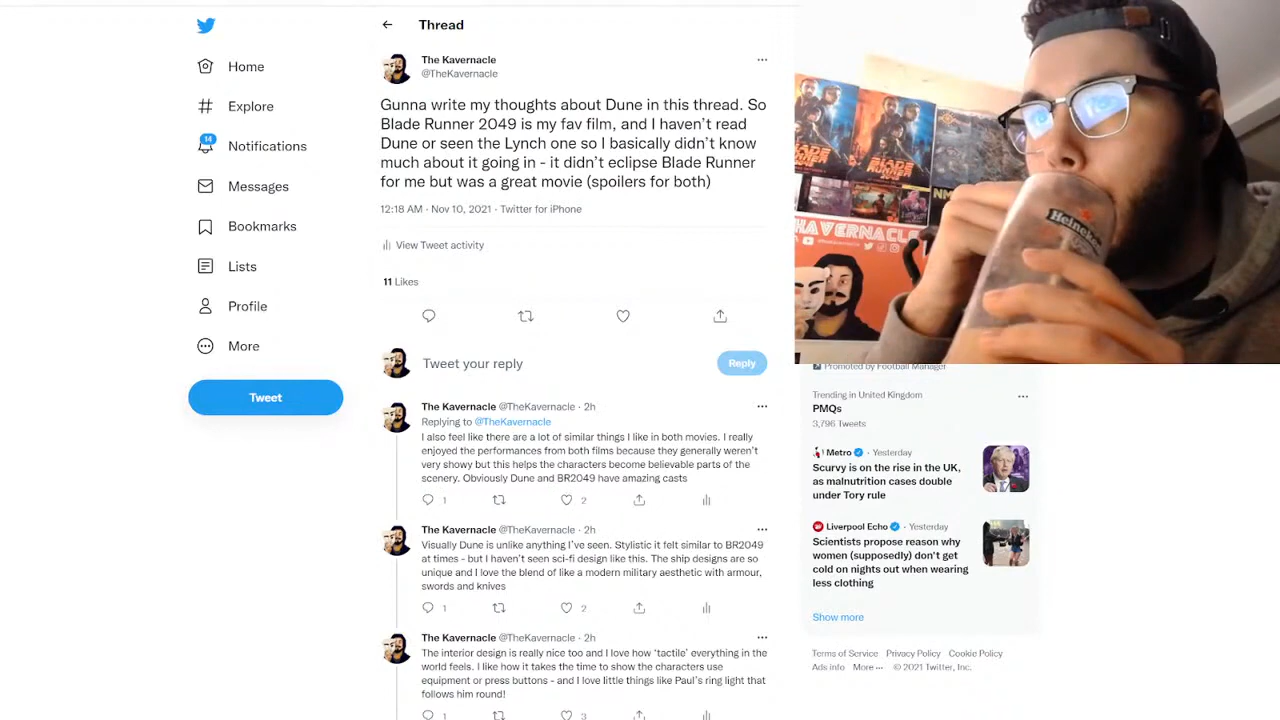 Thread
The Kavernacle
@TheKavernacle
Gunna write my thoughts about Dune in this thread. So
Blade Runner 2049 is my fav film, and I haven't read
Dune or seen the Lynch one so I basically didn't know
much about it going in - it didn't eclipse Blade Runner
for me but was a great movie (spoilers for both)
12:18 AM · Nov 10, 2021 · Twitter for iPhone
View Tweet activity
11 Likes
Tweet your reply
Reply
The Kavernacle @TheKavernacle · 2h
Replying to @TheKavernacle
I also feel like there are a lot of similar things I like in both movies. I really
enjoyed the performances from both films because they generally weren't
very showy but this helps the characters become believable parts of the
scenery. Obviously Dune and BR2049 have amazing casts
1 2
The Kavernacle @TheKavernacle · 2h
Visually Dune is unlike anything I've seen. Stylistic it felt similar to BR2049
at times - but I haven't seen sci-fi design like this. The ship designs are so
unique and I love the blend of like a modern military aesthetic with armour,
swords and knives
1 2
The Kavernacle @TheKavernacle · 2h
The interior design is really nice too and I love how 'tactile' everything in the
world feels. I like how it takes the time to show the characters use
equipment or press buttons - and I love little things like Paul's ring light that
follows him round!
1 3
Home
Explore
14
Notifications
Messages
Bookmarks
Lists
Profile
More
Tweet
BLADE
RUNNER
BLADE
RUNNER
HAVERNACLE
Heineken
Promoted by Football Manager
Trending in United Kingdom
PMQs
3,796 Tweets
Metro · Yesterday
Scurvy is on the rise in the UK,
as malnutrition cases double
under Tory rule
Liverpool Echo · Yesterday
Scientists propose reason why
women (supposedly) don't get
cold on nights out when wearing
less clothing
Show more
Terms of Service Privacy Policy Cookie Policy
Ads info More ··· © 2021 Twitter, Inc.